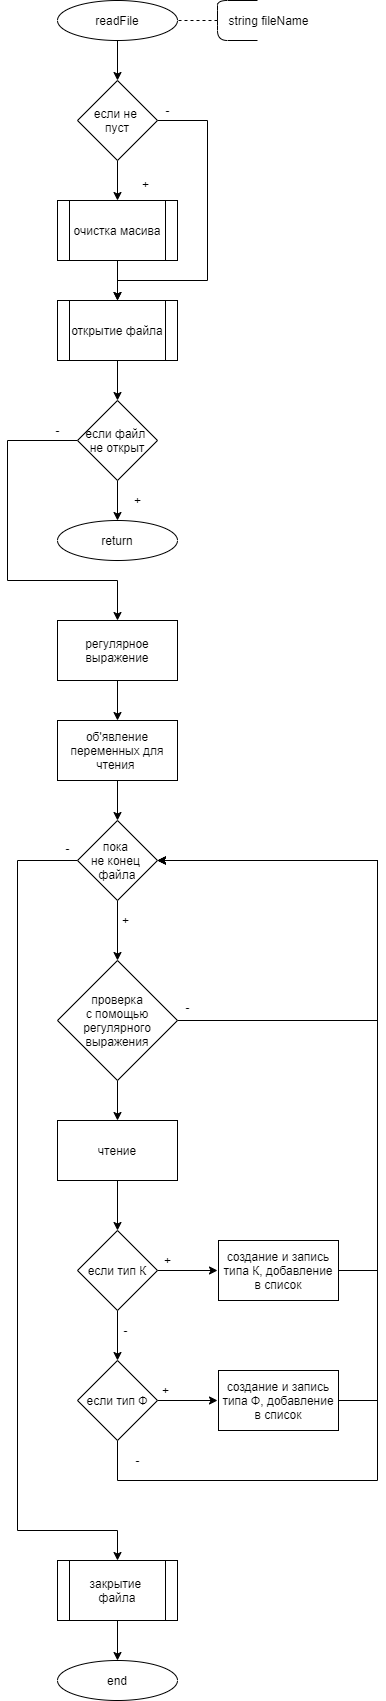 readFile
string fileName
если не
пуст
-
+
очистка масива
открытие файла
если файл
не открыт
-
+
return
регулярное
выражение
об'явление
переменных для
чтения
пока
не конец
файла
-
+
проверка
с помощью
регулярного
выражения
-
чтение
если тип К
+
создание и запись
типа К, добавление
в список
-
если тип Ф
+
создание и запись
типа Ф, добавление
в список
-
закрытие
файла
end